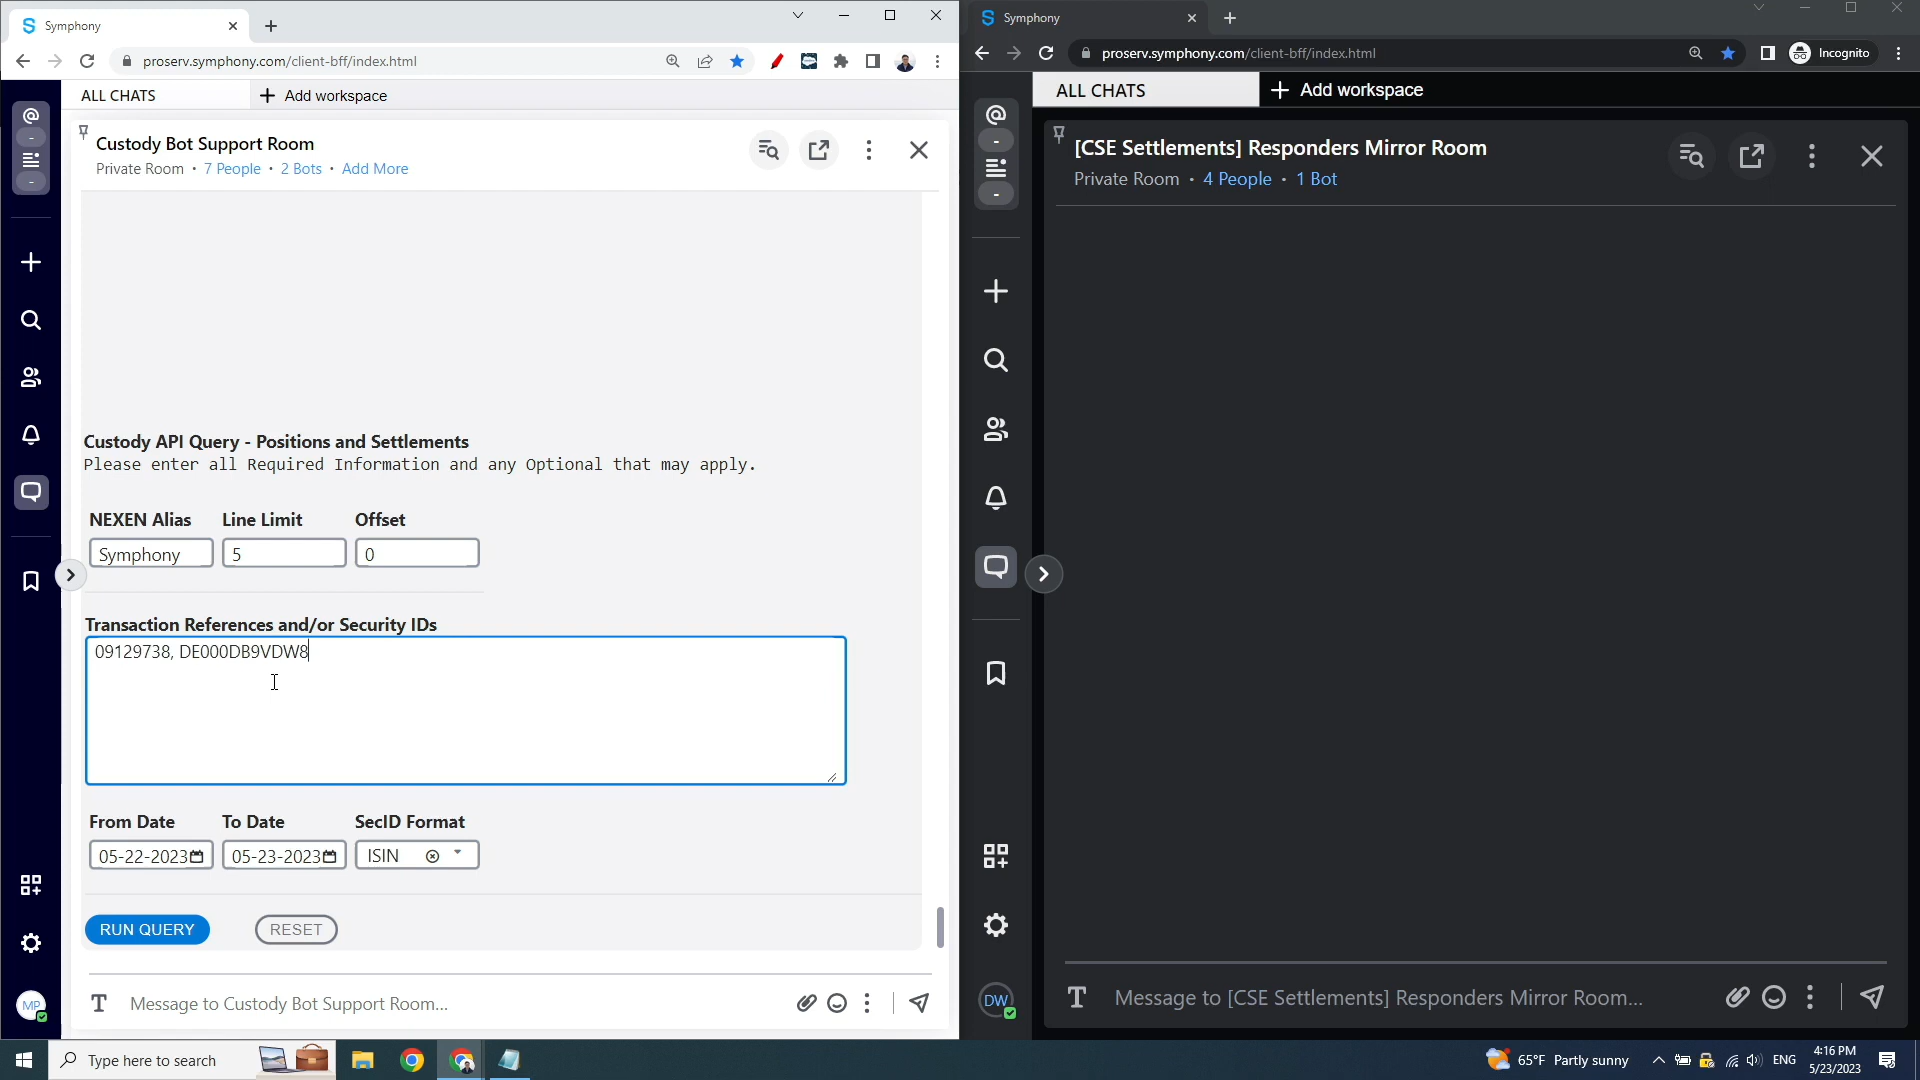 Symphony
proserv.symphony.com/client-bff/index.html
ALL CHATS
Add workspace
Custody Bot Support Room
Private Room • 7 People • 2 Bots • Add More
Custody API Query - Positions and Settlements
Please enter all Required Information and any Optional that may apply.
NEXEN Alias Line Limit Offset
Symphony 5 0
Transaction References and/or Security IDs
09129738, DE000DB9VDW8
From Date To Date SecID Format
05-22-2023 05-23-2023 ISIN
RUN QUERY RESET
Message to Custody Bot Support Room...
MP
Symphony
proserv.symphony.com/client-bff/index.html
Incognito
ALL CHATS
Add workspace
[CSE Settlements] Responders Mirror Room
Private Room • 4 People • 1 Bot
Message to [CSE Settlements] Responders Mirror Room...
DW
Type here to search
65°F Partly sunny
ENG
4:16 PM
5/23/2023